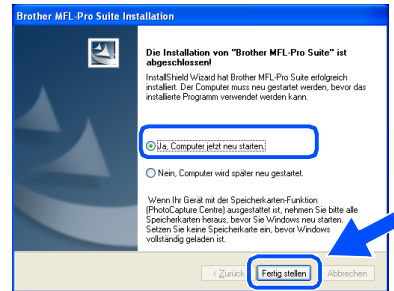 Brother MFL-Pro Suite Installation
Die Installation von "Brother MFL-Pro Suite" ist
abgeschlossen!
InstallShield Wizard hat Brother MFL-Pro Suite erfolgreich
installiert. Der Computer muss neu gestartet werden, bevor das
installierte Programm verwendet werden kann.
Ja, Computer jetzt neu starten.
Nein, Computer wird später neu gestartet.
Wenn Ihr Gerät mit der Speicherkarten-Funktion
(PhotoCapture Centre) ausgestattet ist, nehmen Sie bitte alle
Speicherkarten heraus, bevor Sie Windows neu starten.
Setzen Sie keine Speicherkarte ein, bevor Windows
vollständig geladen ist.
< Zurück Fertig stellen Abbrechen